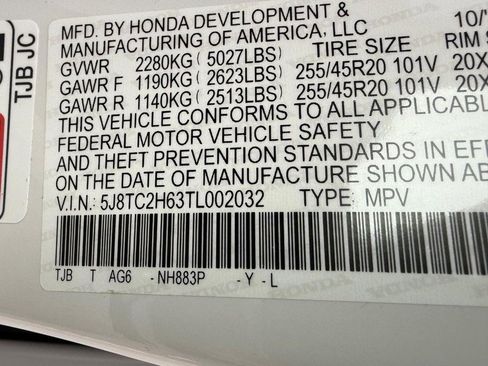 TJB JC
MFD. BY HONDA DEVELOPMENT &
MANUFACTURING OF AMERICA, LLC 10/
GVWR 2280KG (5027LBS) TIRE SIZE RIM S
GAWR F 1190KG (2623LBS) 255/45R20 101V 20X
GAWR R 1140KG (2513LBS) 255/45R20 101V 20X
THIS VEHICLE CONFORMS TO ALL APPLICABL
FEDERAL MOTOR VEHICLE SAFETY
AND THEFT PREVENTION STANDARDS IN EFF
ON THE DATE OF MANUFACTURE SHOWN AB
V.I.N.: 5J8TC2H63TL002032 TYPE: MPV
TJB T AG6 - NH883P - Y - L